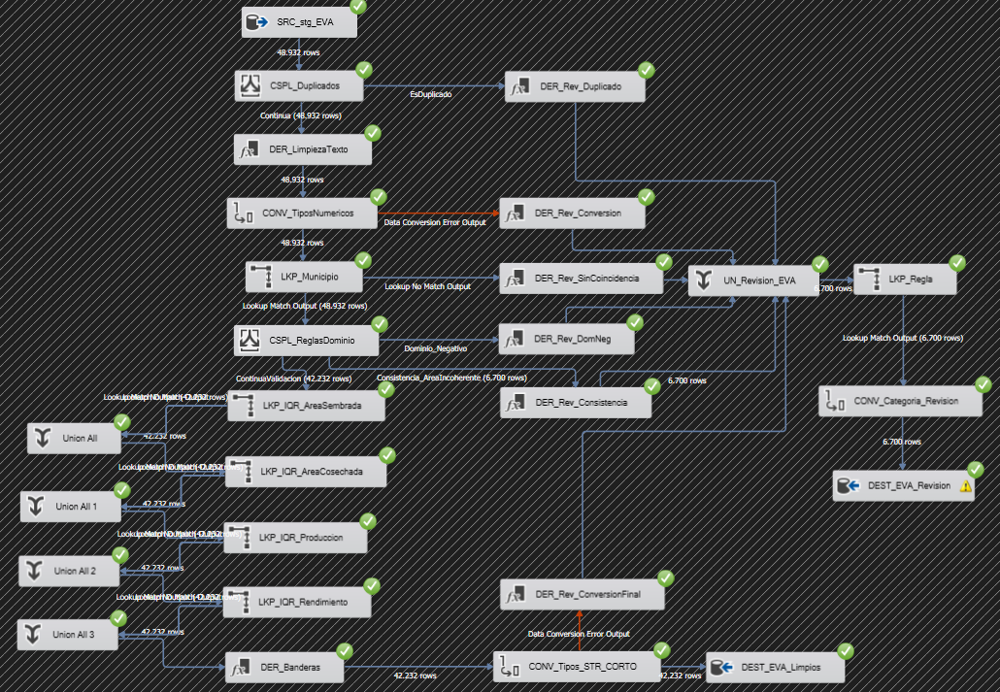 SRC_stg_EVA
48.932 rows
CSPL_Duplicados
EsDuplicado
DER_Rev_Duplicado
Continua (48.932 rows)
DER_LimpiezaTexto
48.932 rows
CONV_TiposNumericos
Data Conversion Error Output
DER_Rev_Conversion
48.932 rows
LKP_Municipio
Lookup No Match Output
DER_Rev_SinCoincidencia
UN_Revision_EVA
6.700 rows
LKP_Regla
Lookup Match Output (48.932 rows)
CSPL_ReglasDominio
Dominio_Negativo
DER_Rev_DomNeg
Lookup Match Output (6.700 rows)
ContinuaValidacion (42.232 rows)
Consistencia_AreaIncoherente (6.700 rows)
6.700 rows
LKP_IQR_AreaSembrada
DER_Rev_Consistencia
CONV_Categoria_Revision
Union All
42.232 rows
6.700 rows
LKP_IQR_AreaCosechada
DEST_EVA_Revision
Union All 1
42.232 rows
LKP_IQR_Produccion
Union All 2
42.232 rows
LKP_IQR_Rendimiento
DER_Rev_ConversionFinal
Union All 3
42.232 rows
Data Conversion Error Output
DER_Banderas
42.232 rows
CONV_Tipos_STR_CORTO
42.232 rows
DEST_EVA_Limpios